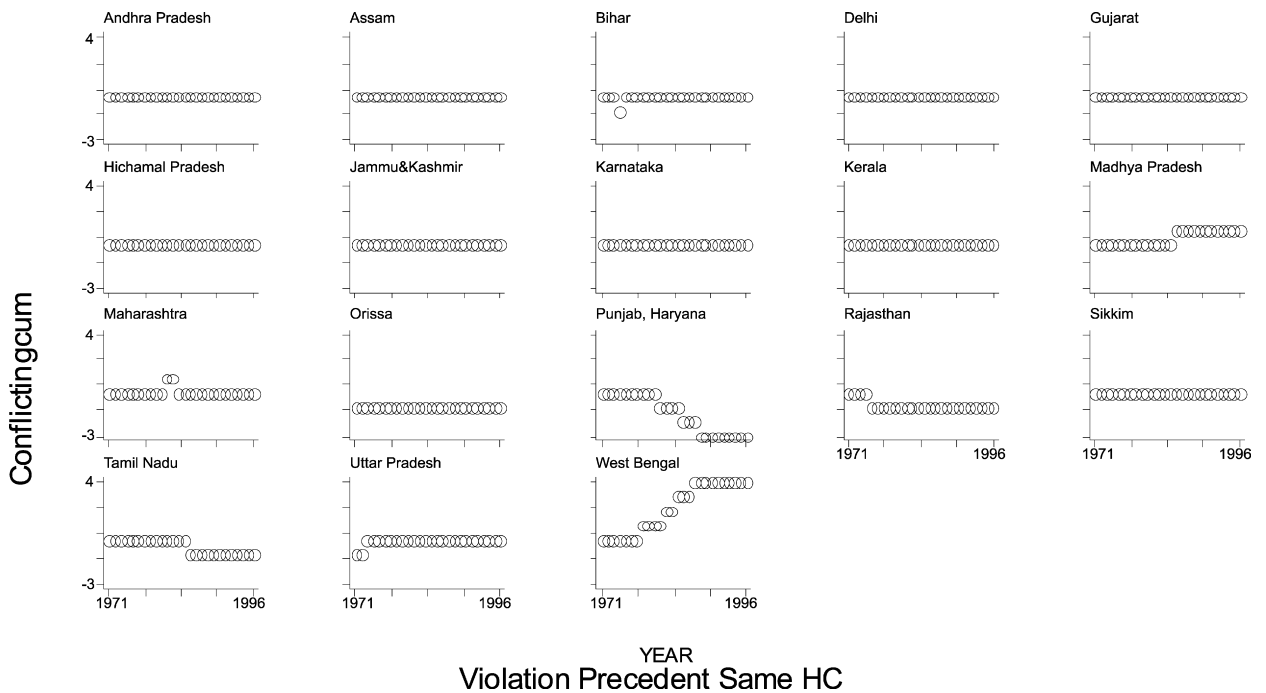 Andhra Pradesh Assam Bihar Delhi Gujarat
4
-3
Hichamal Pradesh Jammu&Kashmir Karnataka Kerala Madhya Pradesh
4
-3
Maharashtra Orissa Punjab, Haryana Rajasthan Sikkim
4
-3
1971 1996 1971 1996
Tamil Nadu Uttar Pradesh West Bengal
4
-3
1971 1996 1971 1996 1971 1996
Conflictingcum
YEAR
Violation Precedent Same HC